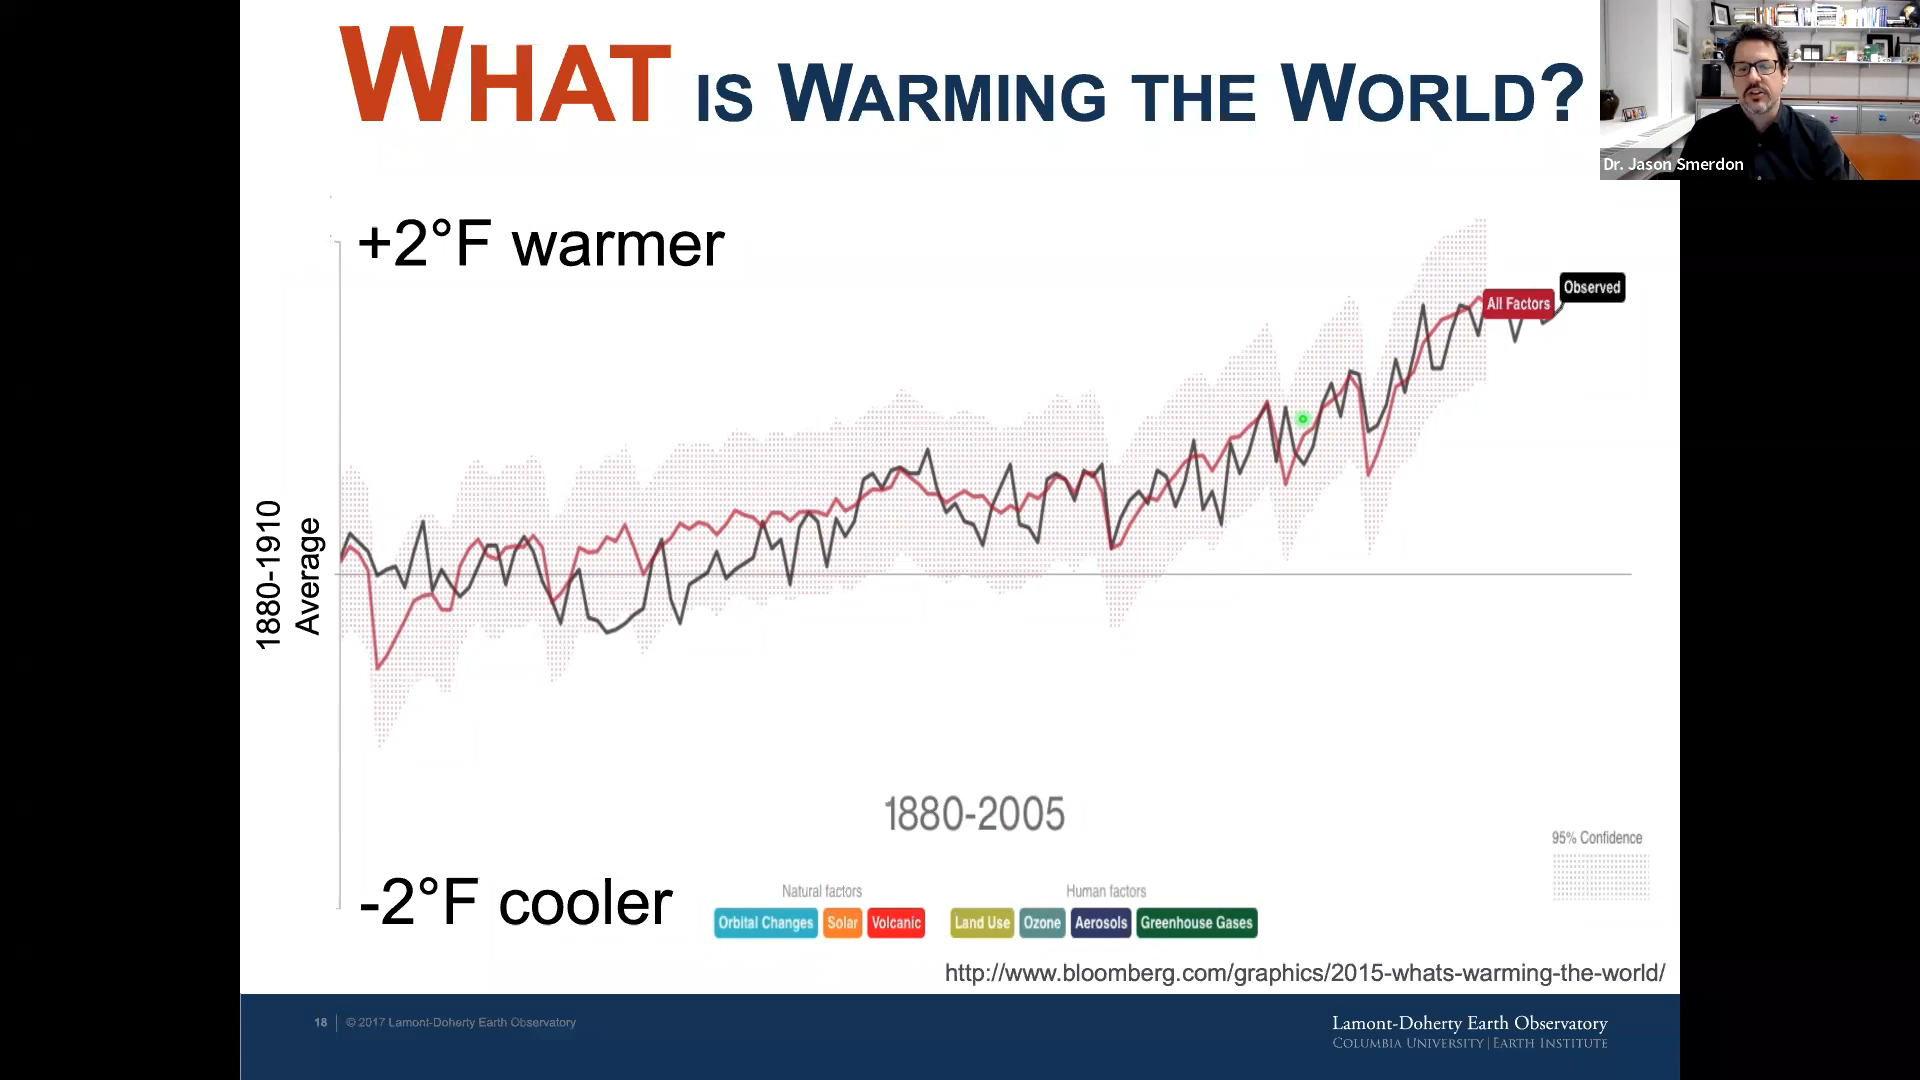 WHAT IS WARMING THE WORLD?
Dr. Jason Smerdon
+2°F warmer
Observed
All Factors
1880-1910
Average
1880-2005
95% Confidence
-2°F cooler
Natural factors
Human factors
Orbital Changes
Solar
Volcanic
Land Use
Ozone
Aerosols
Greenhouse Gases
http://www.bloomberg.com/graphics/2015-whats-warming-the-world/
18
© 2017 Lamont-Doherty Earth Observatory
Lamont-Doherty Earth Observatory
COLUMBIA UNIVERSITY | EARTH INSTITUTE